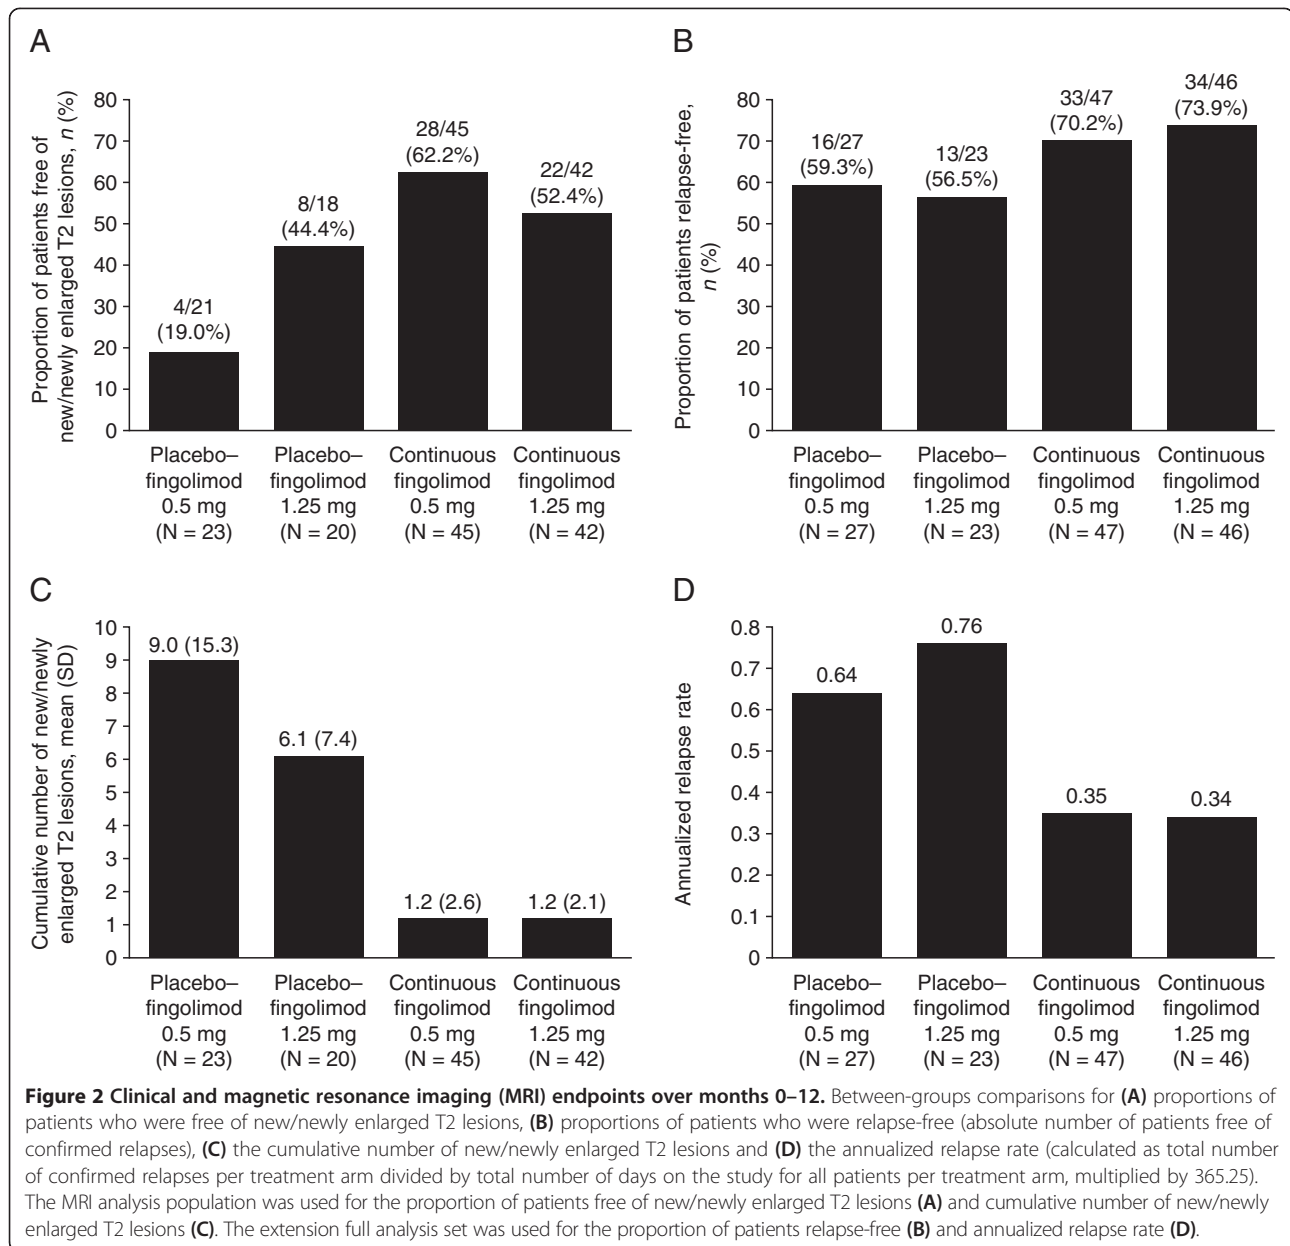 A
Proportion of patients free of
new/newly enlarged T2 lesions, n (%)
80
70
60
50
40
30
20
10
0
4/21
(19.0%)
8/18
(44.4%)
28/45
(62.2%)
22/42
(52.4%)
Placebo–
fingolimod
0.5 mg
(N = 23)
Placebo–
fingolimod
1.25 mg
(N = 20)
Continuous
fingolimod
0.5 mg
(N = 45)
Continuous
fingolimod
1.25 mg
(N = 42)
B
Proportion of patients relapse-free,
n (%)
80
70
60
50
40
30
20
10
0
16/27
(59.3%)
13/23
(56.5%)
33/47
(70.2%)
34/46
(73.9%)
Placebo–
fingolimod
0.5 mg
(N = 27)
Placebo–
fingolimod
1.25 mg
(N = 23)
Continuous
fingolimod
0.5 mg
(N = 47)
Continuous
fingolimod
1.25 mg
(N = 46)
C
Cumulative number of new/newly
enlarged T2 lesions, mean (SD)
10
9
8
7
6
5
4
3
2
1
0
9.0 (15.3)
6.1 (7.4)
1.2 (2.6)
1.2 (2.1)
Placebo–
fingolimod
0.5 mg
(N = 23)
Placebo–
fingolimod
1.25 mg
(N = 20)
Continuous
fingolimod
0.5 mg
(N = 45)
Continuous
fingolimod
1.25 mg
(N = 42)
D
Annualized relapse rate
0.8
0.7
0.6
0.5
0.4
0.3
0.2
0.1
0
0.64
0.76
0.35
0.34
Placebo–
fingolimod
0.5 mg
(N = 27)
Placebo–
fingolimod
1.25 mg
(N = 23)
Continuous
fingolimod
0.5 mg
(N = 47)
Continuous
fingolimod
1.25 mg
(N = 46)
Figure 2 Clinical and magnetic resonance imaging (MRI) endpoints over months 0–12. Between-groups comparisons for (A) proportions of
patients who were free of new/newly enlarged T2 lesions, (B) proportions of patients who were relapse-free (absolute number of patients free of
confirmed relapses), (C) the cumulative number of new/newly enlarged T2 lesions and (D) the annualized relapse rate (calculated as total number
of confirmed relapses per treatment arm divided by total number of days on the study for all patients per treatment arm, multiplied by 365.25).
The MRI analysis population was used for the proportion of patients free of new/newly enlarged T2 lesions (A) and cumulative number of new/newly
enlarged T2 lesions (C). The extension full analysis set was used for the proportion of patients relapse-free (B) and annualized relapse rate (D).